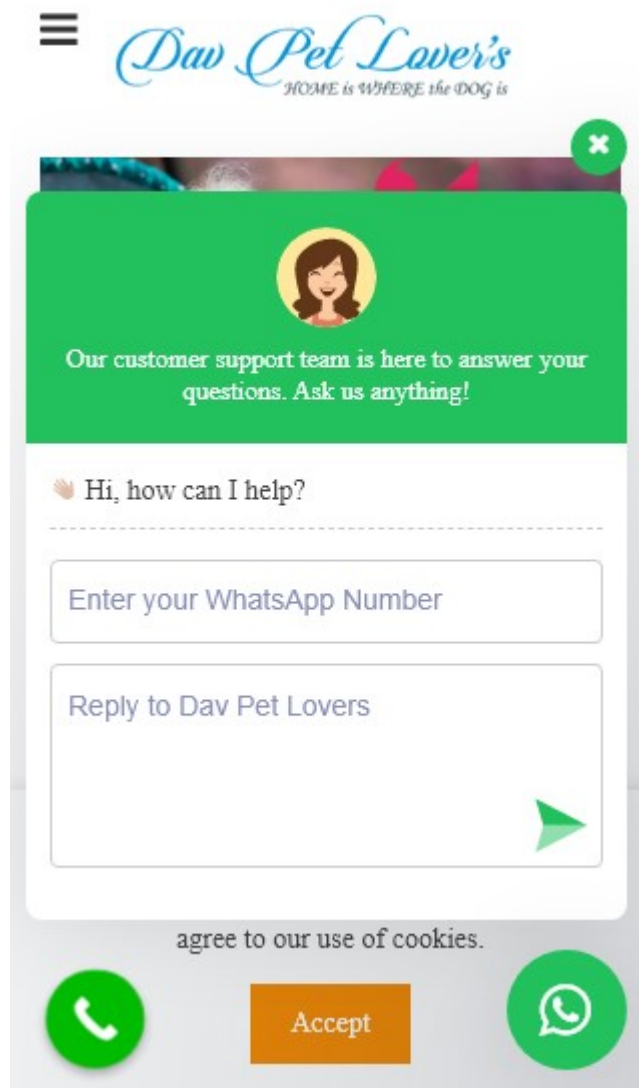 Dav Pet Lover's
HOME is WHERE the DOG is
Our customer support team is here to answer your
questions. Ask us anything!
👋 Hi, how can I help?
Enter your WhatsApp Number
Reply to Dav Pet Lovers
agree to our use of cookies.
Accept